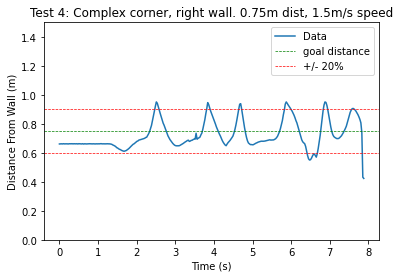 Test 4: Complex corner, right wall. 0.75m dist, 1.5m/s speed
Data
goal distance
+/- 20%
Distance From Wall (m)
1.4
1.2
1.0
0.8
0.6
0.4
0.2
0.0
0 1 2 3 4 5 6 7 8
Time (s)